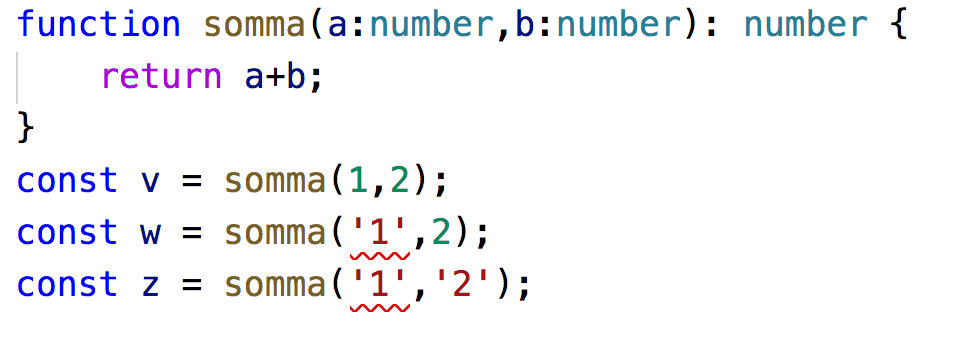 function somma(a:number,b:number): number {
    return a+b;
}
const v = somma(1,2);
const w = somma('1',2);
const z = somma('1','2');